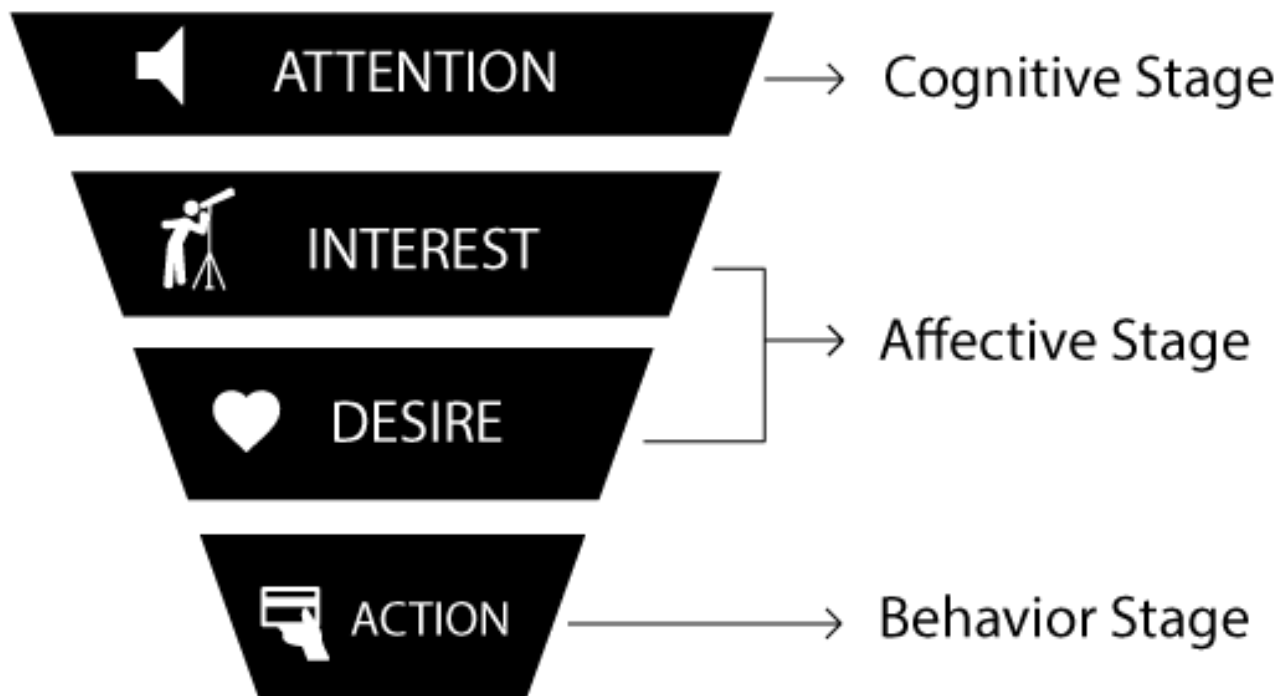 ATTENTION
Cognitive Stage
INTEREST
Affective Stage
DESIRE
ACTION
Behavior Stage